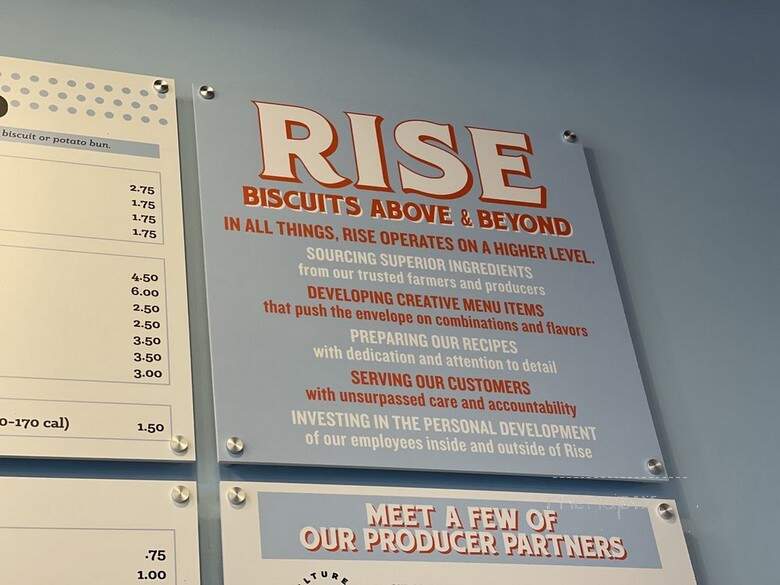 biscuit or potato bun.
2.75
1.75
1.75
1.75
4.50
6.00
2.50
2.50
3.50
3.50
3.00
0-170 cal) 1.50
.75
1.00
RISE
BISCUITS ABOVE & BEYOND
IN ALL THINGS, RISE OPERATES ON A HIGHER LEVEL.
SOURCING SUPERIOR INGREDIENTS
from our trusted farmers and producers
DEVELOPING CREATIVE MENU ITEMS
that push the envelope on combinations and flavors
PREPARING OUR RECIPES
with dedication and attention to detail
SERVING OUR CUSTOMERS
with unsurpassed care and accountability
INVESTING IN THE PERSONAL DEVELOPMENT
of our employees inside and outside of Rise
MEET A FEW OF
OUR PRODUCER PARTNERS
LTURE